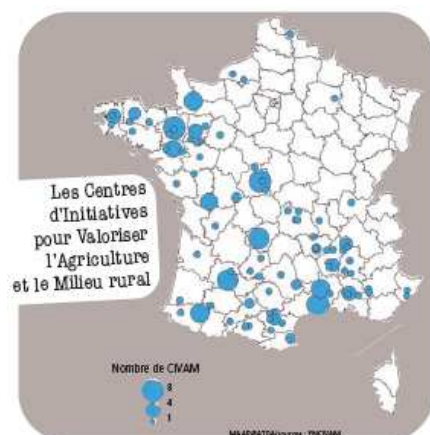 Les Centres
d'Initiatives
pour Valoriser
l'Agriculture
et le Milieu rural
Nombre de CIVAM
8
4
1